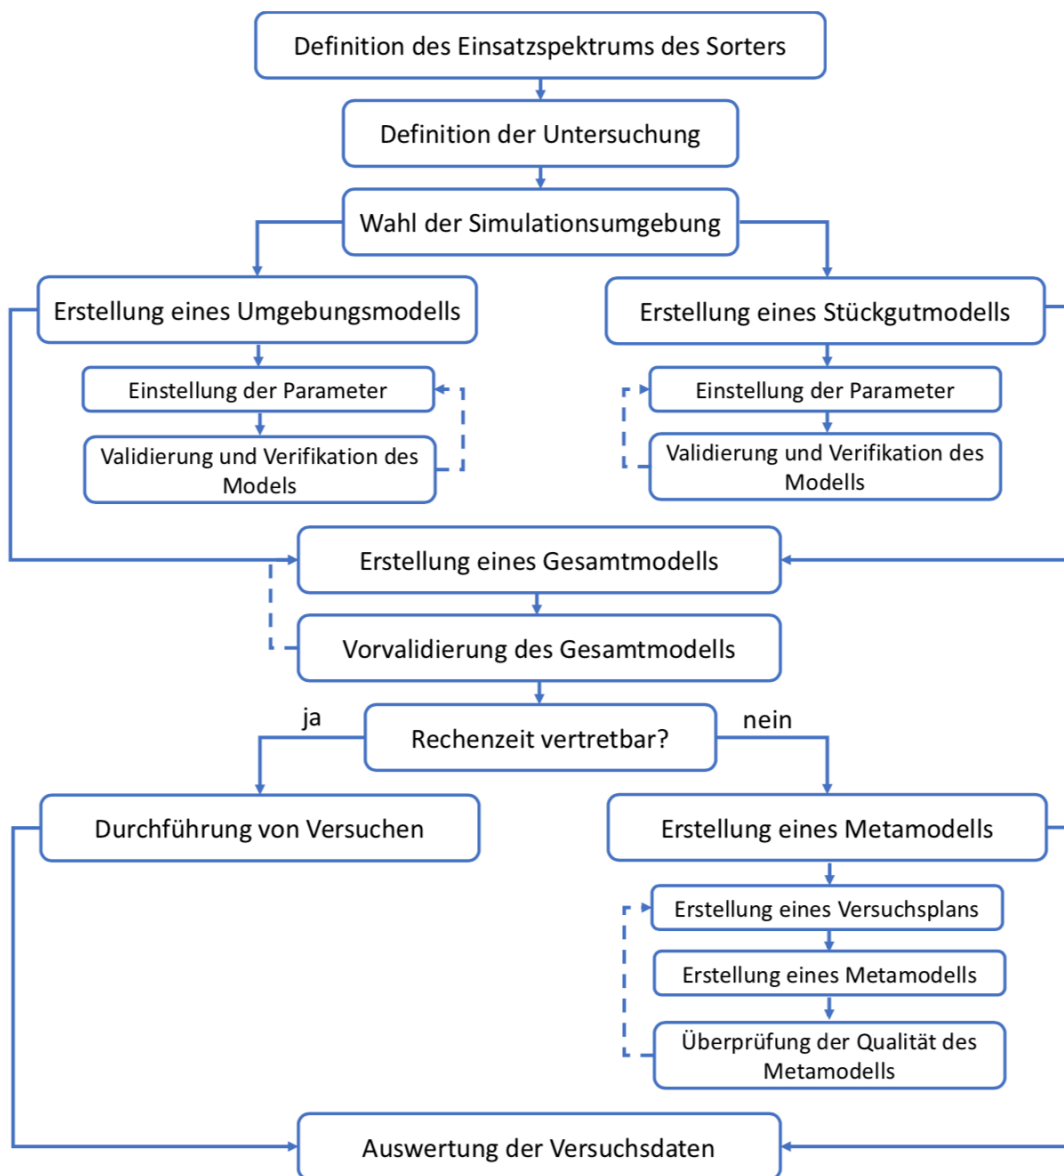 Definition des Einsatzspektrums des Sorters
Definition der Untersuchung
Wahl der Simulationsumgebung
Erstellung eines Umgebungsmodells
Einstellung der Parameter
Validierung und Verifikation des
Models
Erstellung eines Stückgutmodells
Einstellung der Parameter
Validierung und Verifikation des
Modells
Erstellung eines Gesamtmodells
Vorvalidierung des Gesamtmodells
Rechenzeit vertretbar?
ja
nein
Durchführung von Versuchen
Erstellung eines Metamodells
Erstellung eines Versuchsplans
Erstellung eines Metamodells
Überprüfung der Qualität des
Metamodells
Auswertung der Versuchsdaten